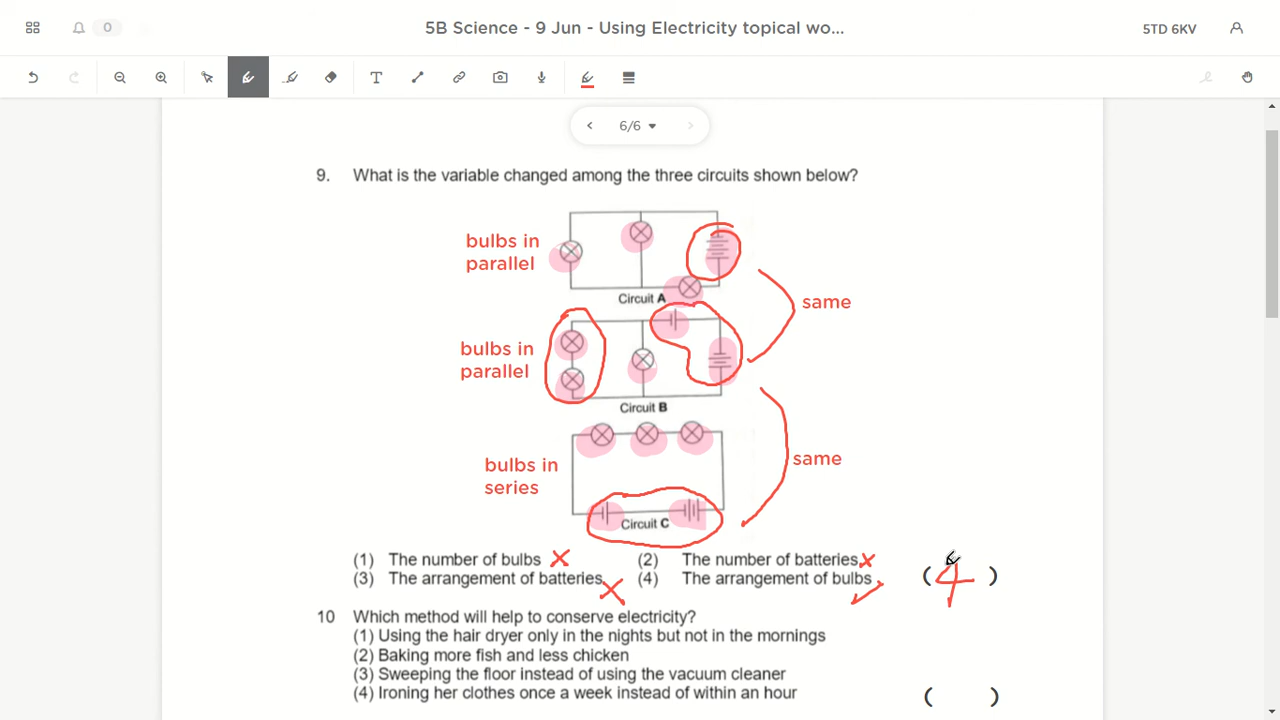 5B Science - 9 Jun - Using Electricity topical wo...
0
5TD 6KV
T
6/6
9. What is the variable changed among the three circuits shown below?
bulbs in
parallel
Circuit A
same
bulbs in
parallel
Circuit B
bulbs in
series
same
Circuit C
(1) The number of bulbs (2) The number of batteries
(3) The arrangement of batteries (4) The arrangement of bulbs ( 4 )
10 Which method will help to conserve electricity?
(1) Using the hair dryer only in the nights but not in the mornings
(2) Baking more fish and less chicken
(3) Sweeping the floor instead of using the vacuum cleaner
(4) Ironing her clothes once a week instead of within an hour ( )